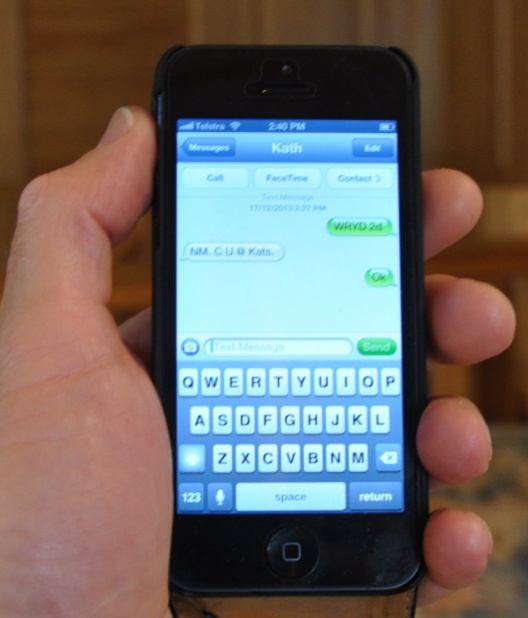 Telstra 2:40 PM
Messages Kath Edit
Call FaceTime Contact >
Text Message
17/12/2013 2:27 PM
WRYD 2d
NM. C U @ Kats.
Ok
Text Message Send
Q W E R T Y U I O P
A S D F G H J K L
Z X C V B N M
123 space return